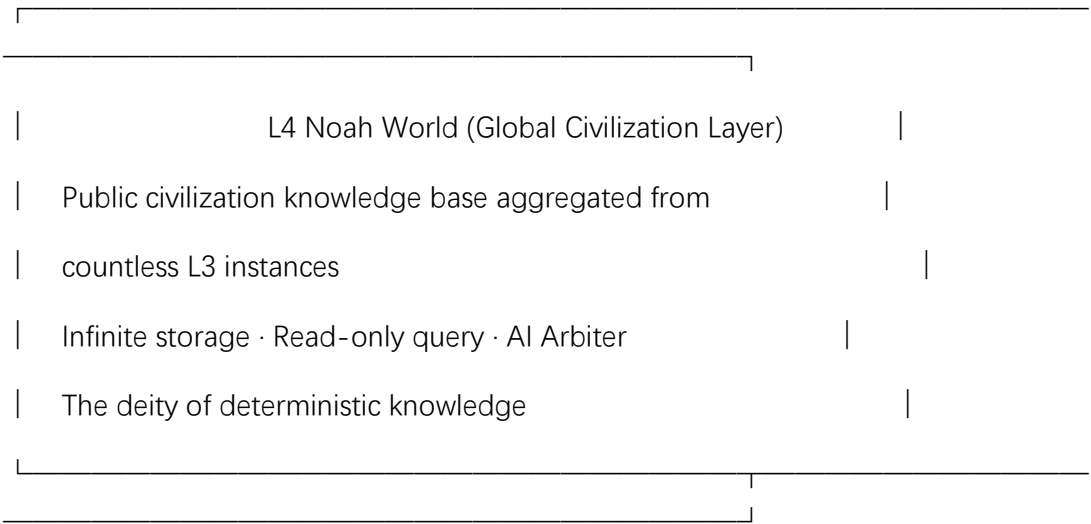 L4 Noah World (Global Civilization Layer)
Public civilization knowledge base aggregated from
countless L3 instances
Infinite storage · Read-only query · AI Arbiter
The deity of deterministic knowledge